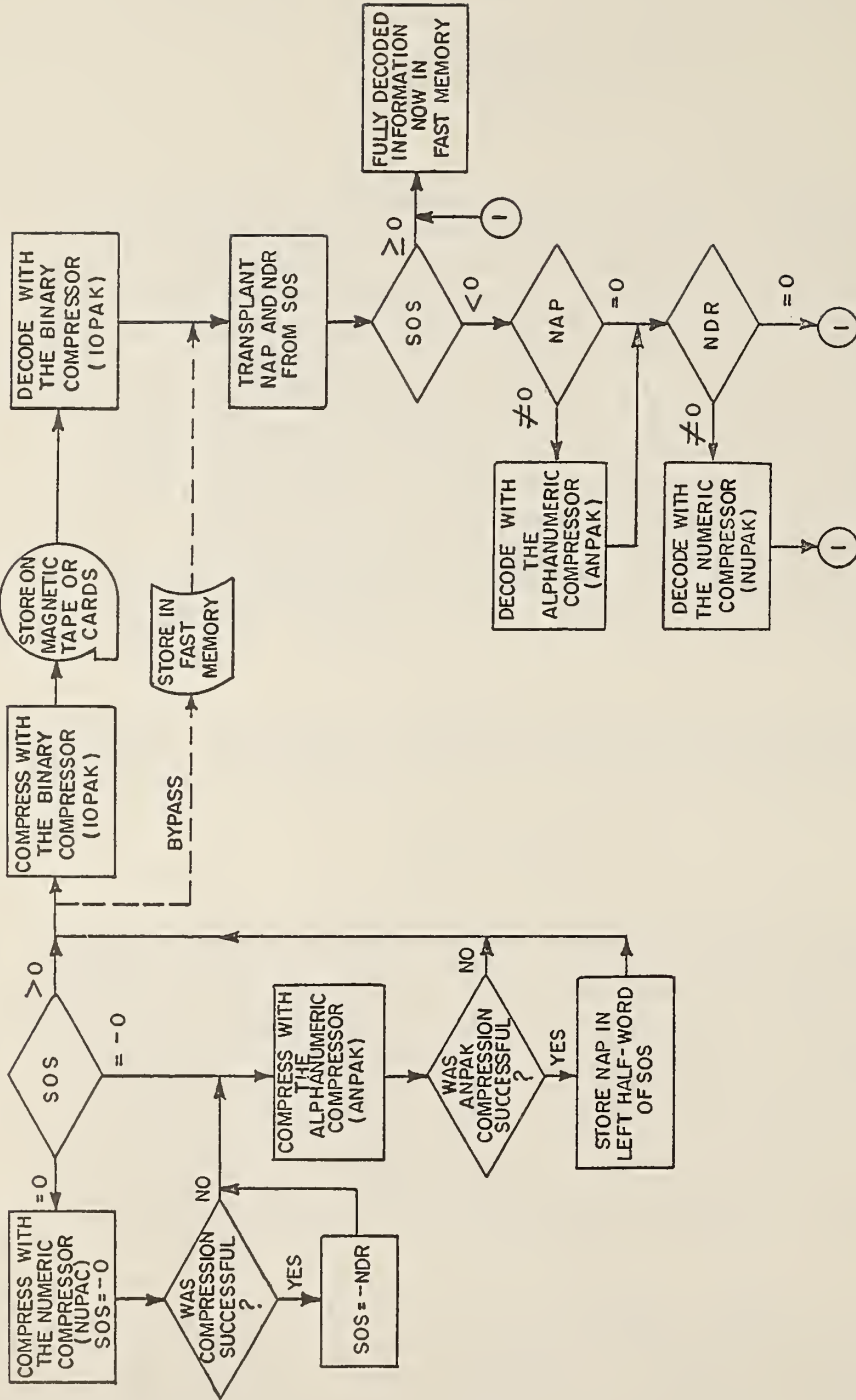 SOS
>0
=0
=-0
COMPRESS WITH
THE NUMERIC
COMPRESSOR
(NUPAC)
SOS=-0
WAS
COMPRESSION
SUCCESSFUL
?
NO
YES
SOS=-NDR
COMPRESS WITH
THE
ALPHANUMERIC
COMPRESSOR
(ANPAK)
WAS
ANPAK
COMPRESSION
SUCCESSFUL
?
NO
YES
STORE NAP IN
LEFT HALF-WORD
OF SOS
COMPRESS WITH
THE BINARY
COMPRESSOR
(IOPAK)
BYPASS
STORE ON
MAGNETIC
TAPE OR
CARDS
STORE IN
FAST
MEMORY
DECODE WITH
THE BINARY
COMPRESSOR
(IOPAK)
TRANSPLANT
NAP AND NDR
FROM SOS
SOS
≥0
<0
FULLY DECODED
INFORMATION
NOW IN
FAST MEMORY
1
NAP
≠0
=0
DECODE WITH
THE
ALPHANUMERIC
COMPRESSOR
(ANPAK)
NDR
≠0
=0
DECODE WITH
THE NUMERIC
COMPRESSOR
(NUPAK)
1
1